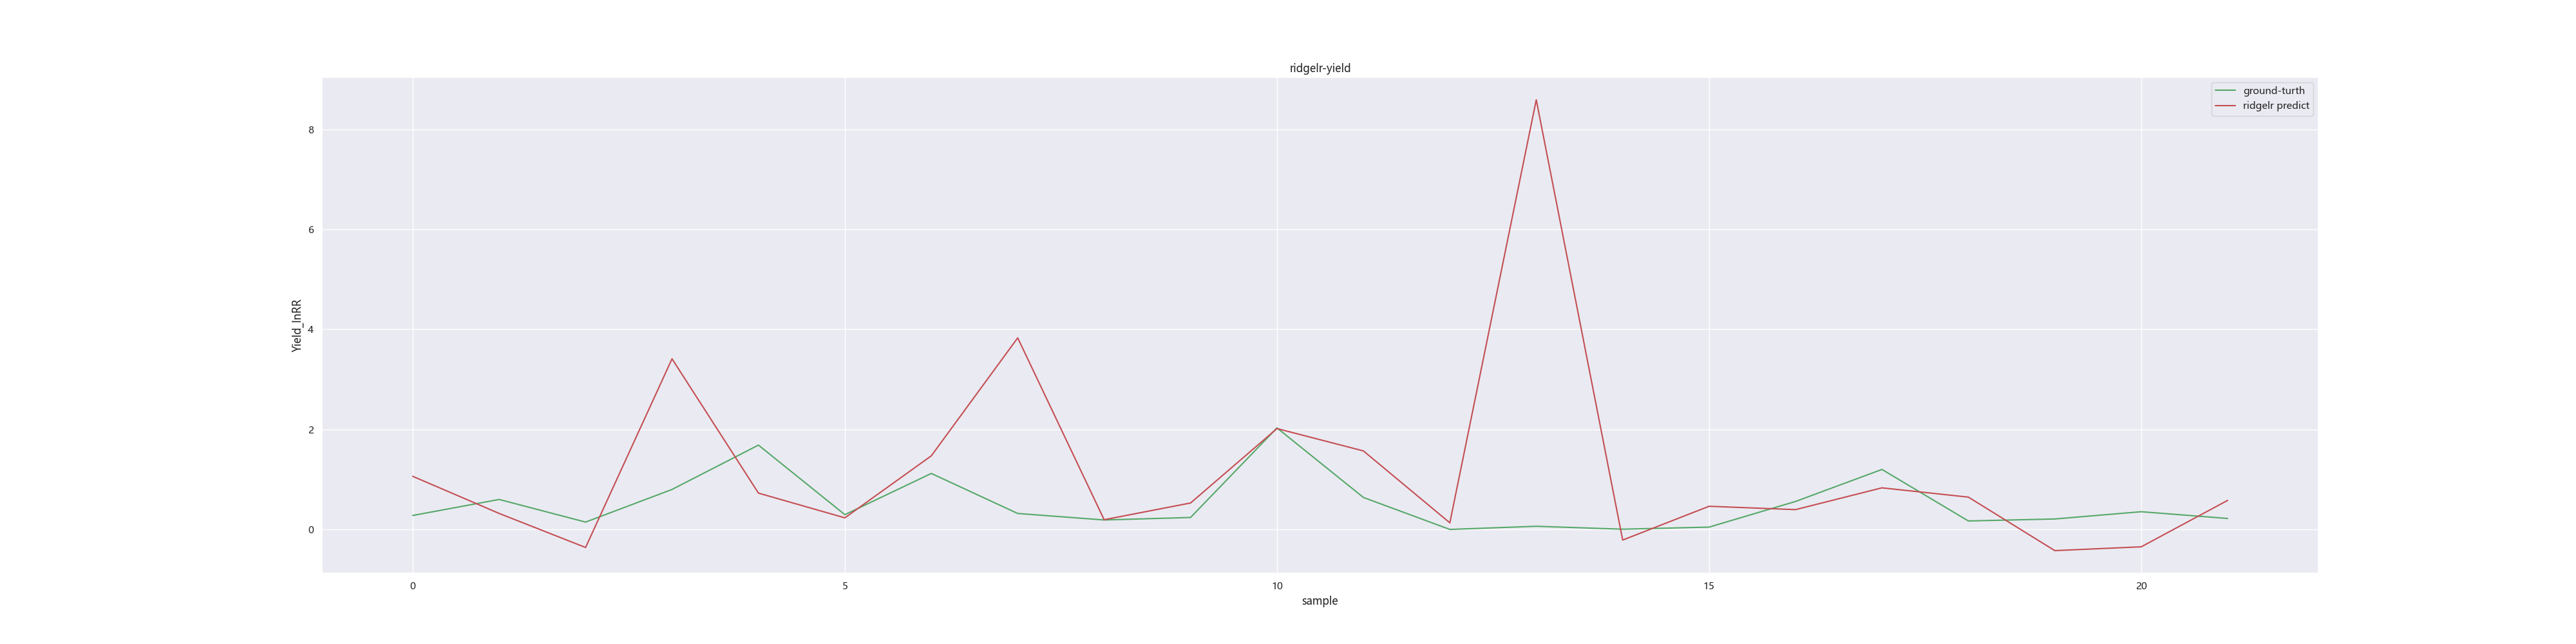 ridgelr-yield
ground-turth
ridgelr predict
8
6
4
2
0
Yield_lnRR
0 5 10 15 20
sample